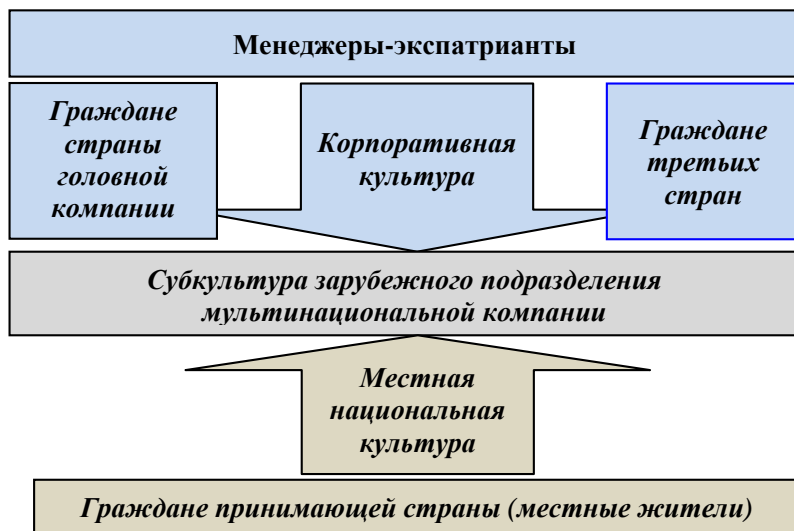 Менеджеры-экспатрианты
Граждане
страны
головной
компании
Корпоративная
культура
Граждане
третьих
стран
Субкультура зарубежного подразделения
мультинациональной компании
Местная
национальная
культура
Граждане принимающей страны (местные жители)